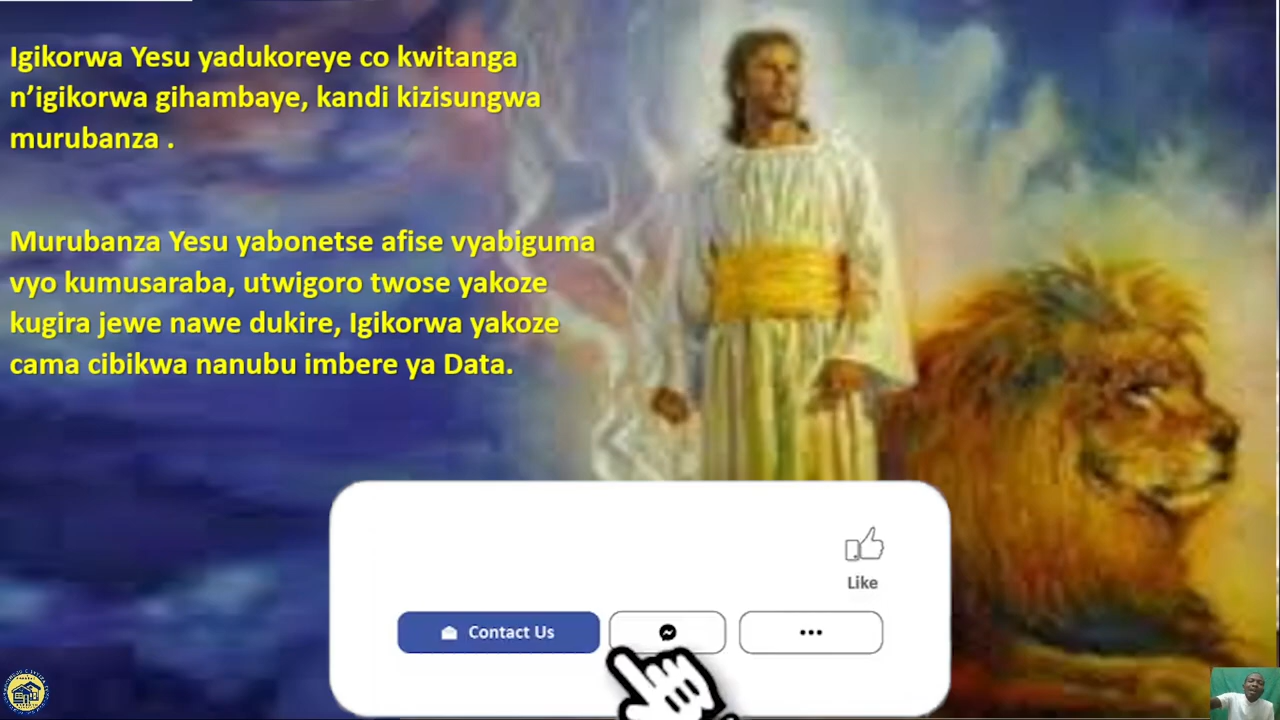 Igikorwa Yesu yadukoreye co kwitanga
n’igikorwa gihambaye, kandi kizisungwa
murubanza .
Murubanza Yesu yabonetse afise vyabiguma
vyo kumusaraba, utwigoro twose yakoze
kugira jewe nawe dukire, Igikorwa yakoze
cama cibikwa nanubu imbere ya Data.
Like
Contact Us